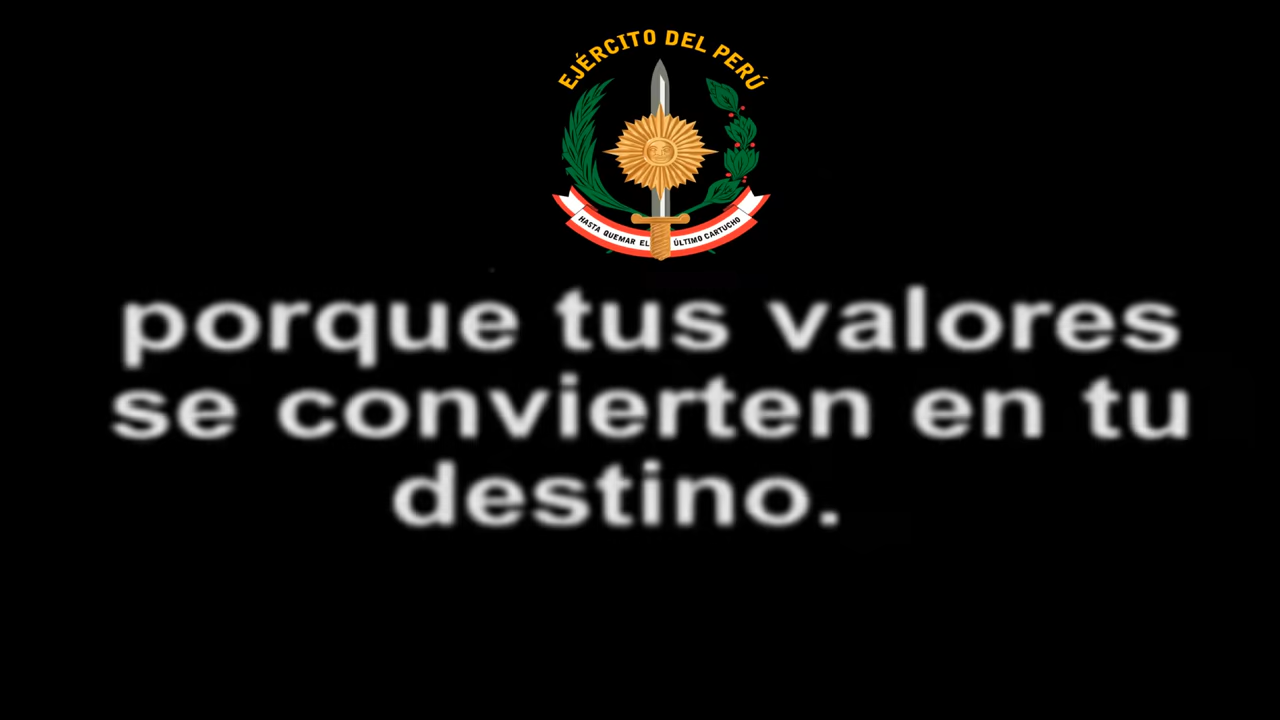 EJÉRCITO DEL PERÚ
HASTA QUEMAR EL ÚLTIMO CARTUCHO
porque tus valores
se convierten en tu
destino.